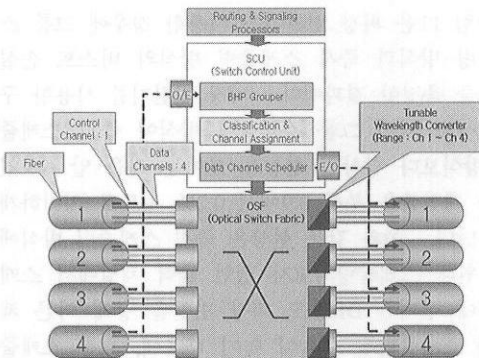 Routing & Signaling
Processors
SCU
(Switch Control Unit)
O/E
BHP Grouper
Control
Channel : 1
Classification &
Channel Assignment
Tunable
Wavelength Converter
(Range : Ch 1 ~ Ch 4)
Fiber
Data
Channels : 4
Data Channel Scheduler
E/O
OSF
(Optical Switch Fabric)
1
1
2
2
3
3
4
4